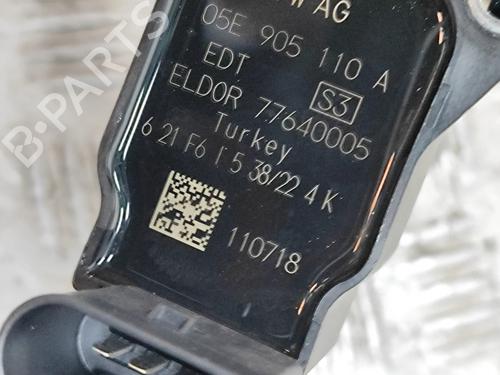 W AG
05E 905 110 A
EDT S3
ELDOR 77640005
Turkey
6 21 F6 1 5 38/22 4 K
110718
B-PARTS